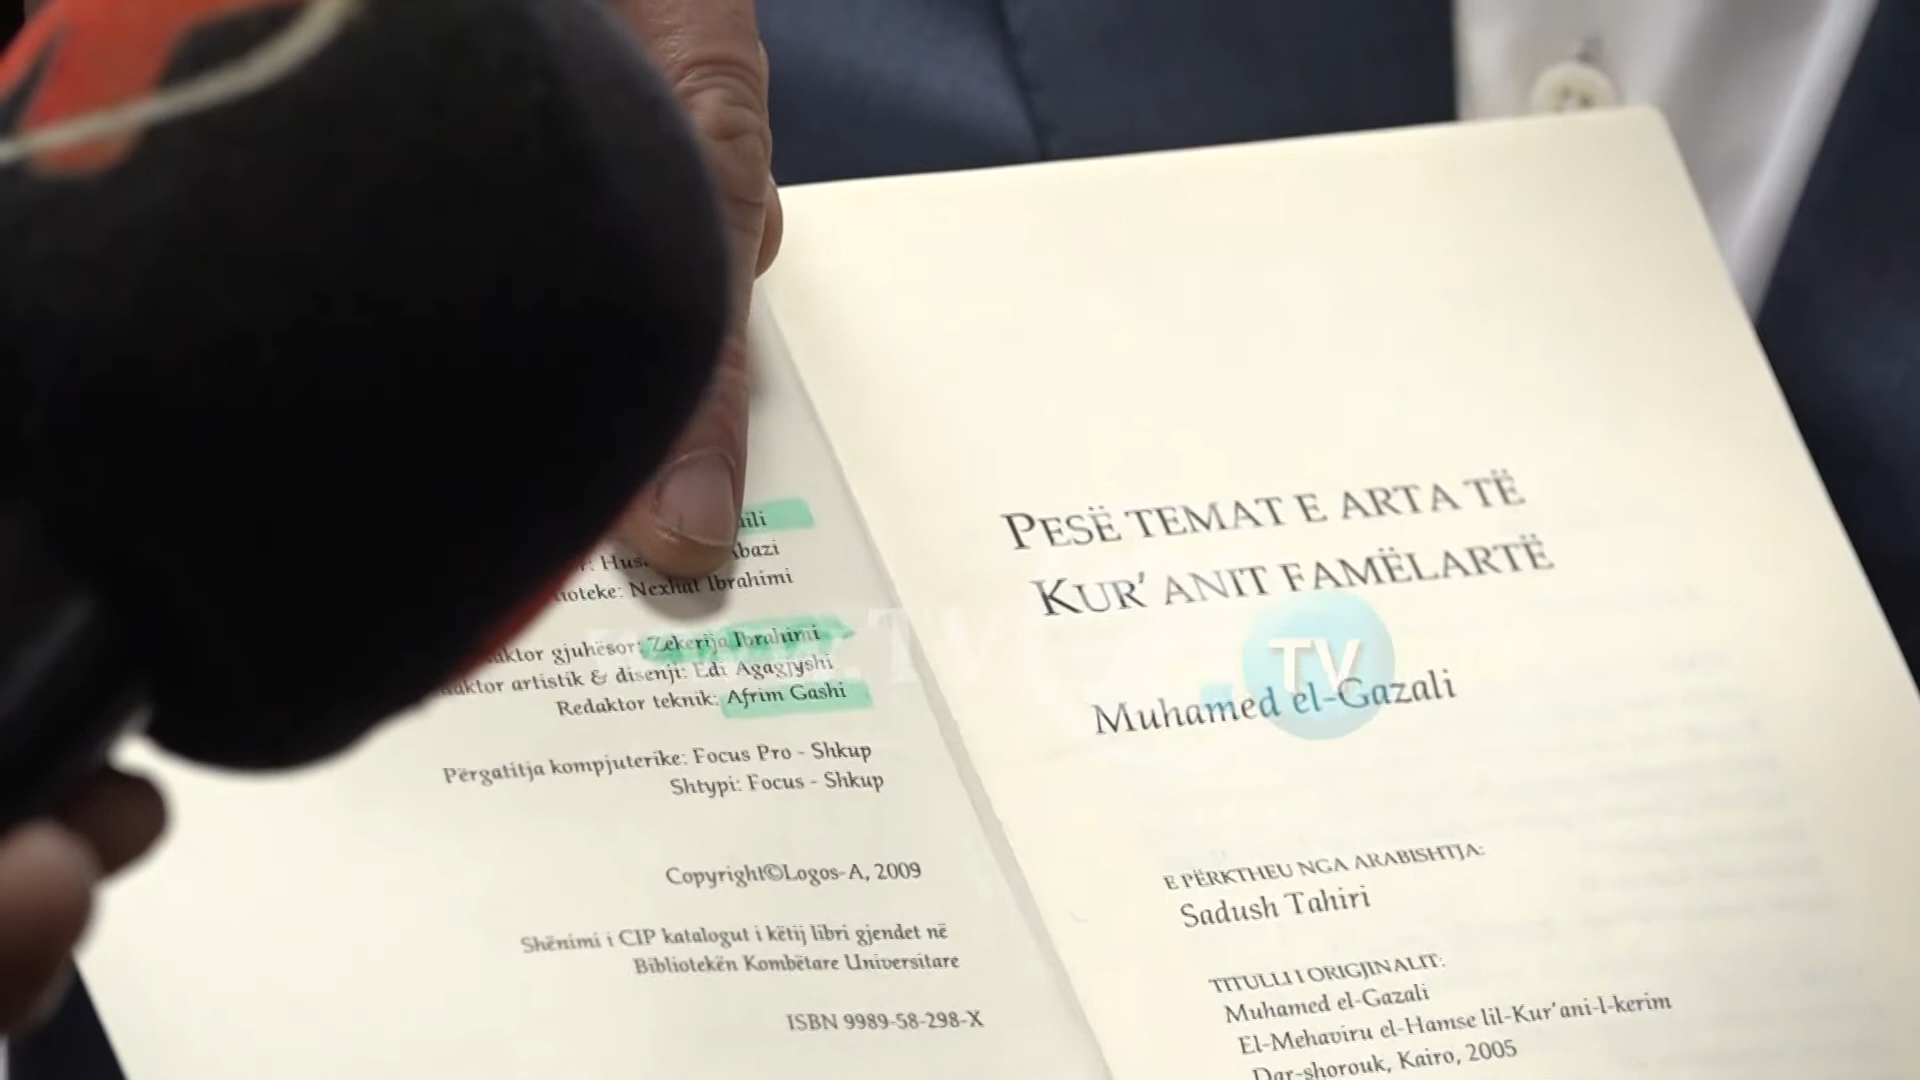 Abazi
Nexhat Ibrahimi
gjuhësor: Zekerija Ibrahimi
artistik & disenji: Edi Agagjyshi
Redaktor teknik: Afrim Gashi
Përgatitja kompjuterike: Focus Pro - Shkup
Shtypi: Focus - Shkup
Copyright©Logos-A, 2009
Shënimi i CIP katalogut i këtij libri gjendet në
Bibliotekën Kombëtare Universitare
ISBN 9989-58-298-X
PESË TEMAT E ARTA TË
KUR'ANIT FAMËLARTË
Muhamed el-Gazali
E PËRKTHEU NGA ARABISHTJA:
Sadush Tahiri
TITULLI I ORIGJINALIT:
Muhamed el-Gazali
El-Mehaviru el-Hamse lil-Kur'ani-l-kerim
Dar-shorouk, Kairo, 2005
TV